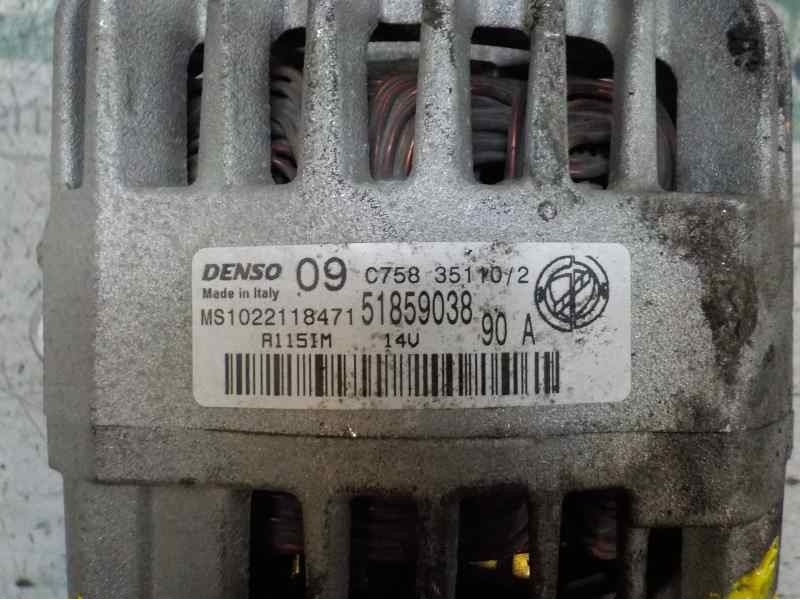 DENSO 09 C758 35110/2
Made in Italy
MS1022118471 51859038 90 A
A115IM 14V